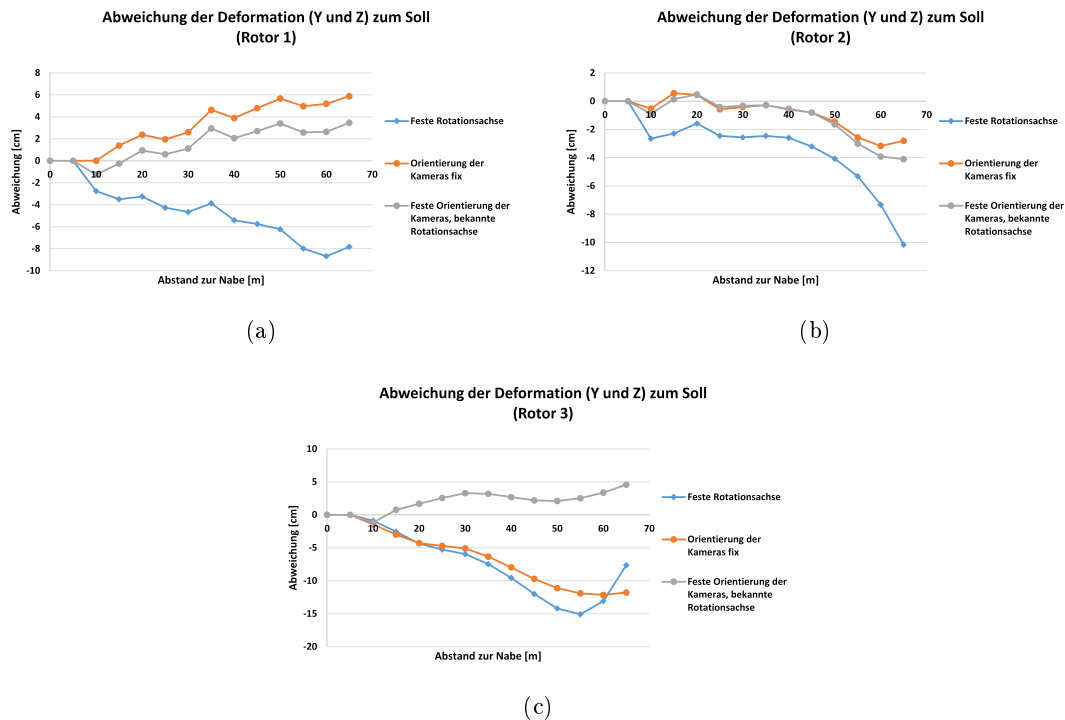 Abweichung der Deformation (Y und Z) zum Soll
(Rotor 1)
8
6
4
2
0
-2
-4
-6
-8
-10
0
10
20
30
40
50
60
70
Abweichung [cm]
Abstand zur Nabe [m]
Feste Rotationsachse
Orientierung der
Kameras fix
Feste Orientierung der
Kameras, bekannte
Rotationsachse
(a)
Abweichung der Deformation (Y und Z) zum Soll
(Rotor 2)
2
0
-2
-4
-6
-8
-10
-12
0
10
20
30
40
50
60
70
Abweichung [cm]
Abstand zur Nabe [m]
Feste Rotationsachse
Orientierung der
Kameras fix
Feste Orientierung der
Kameras, bekannte
Rotationsachse
(b)
Abweichung der Deformation (Y und Z) zum Soll
(Rotor 3)
10
5
0
-5
-10
-15
-20
0
10
20
30
40
50
60
70
Abweichung [cm]
Abstand zur Nabe [m]
Feste Rotationsachse
Orientierung der
Kameras fix
Feste Orientierung der
Kameras, bekannte
Rotationsachse
(c)